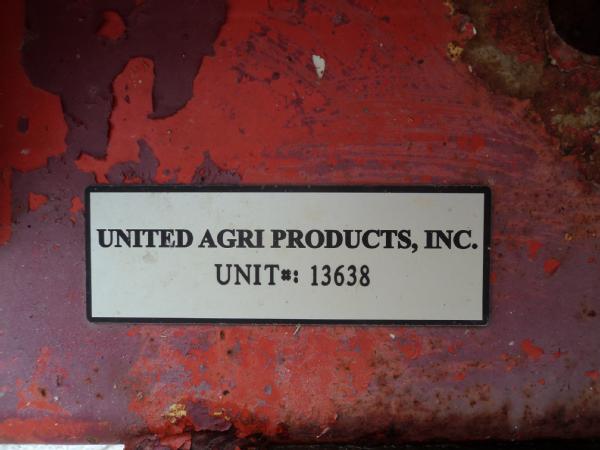 UNITED AGRI PRODUCTS, INC.
UNIT#: 13638